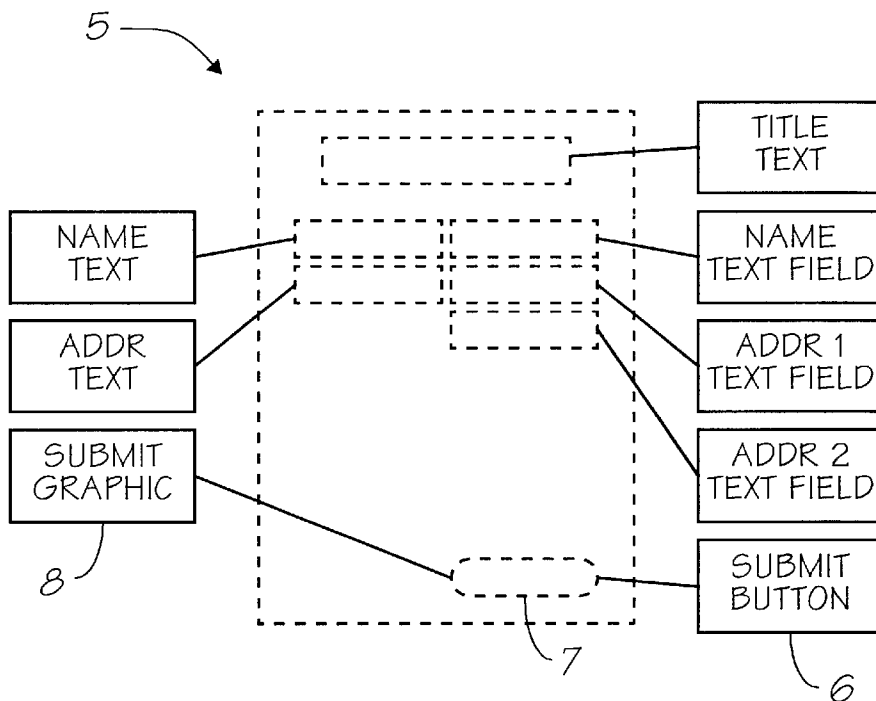 5
TITLE
TEXT
NAME
TEXT
NAME
TEXT FIELD
ADDR
TEXT
ADDR 1
TEXT FIELD
SUBMIT
GRAPHIC
ADDR 2
TEXT FIELD
8
SUBMIT
BUTTON
7
6